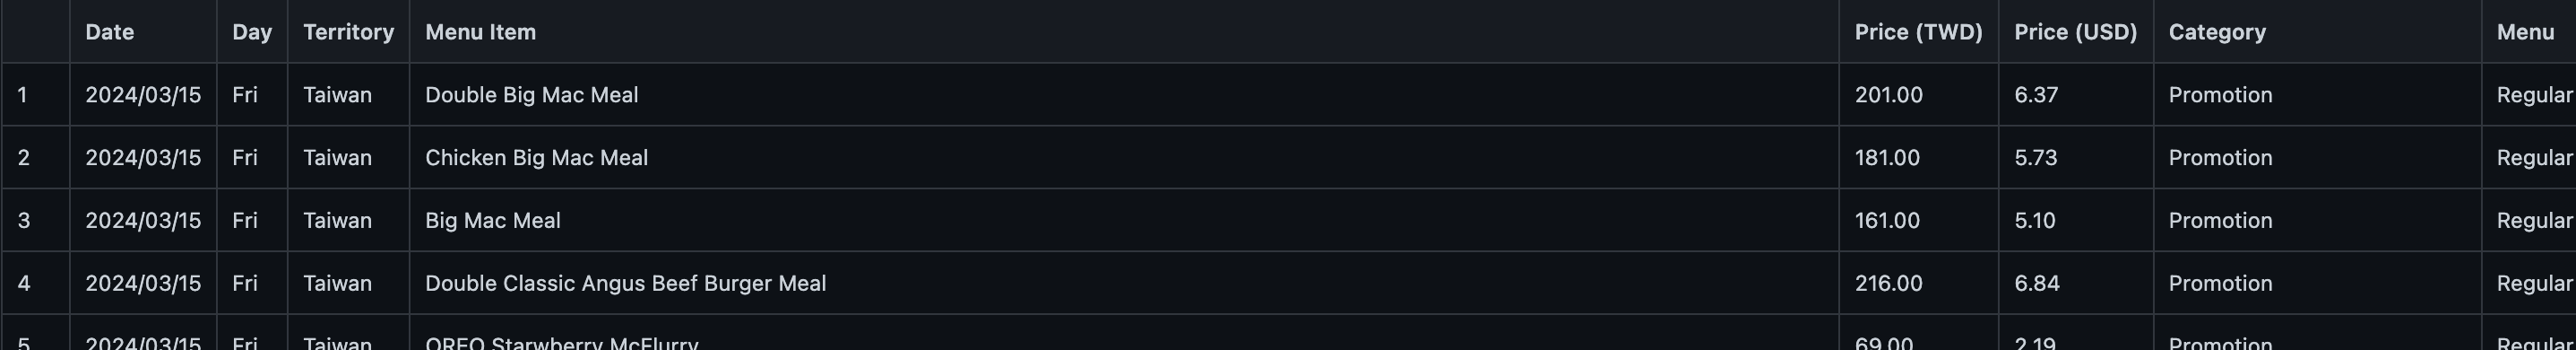 Date Day Territory Menu Item Price (TWD) Price (USD) Category Menu
1 2024/03/15 Fri Taiwan Double Big Mac Meal 201.00 6.37 Promotion Regular
2 2024/03/15 Fri Taiwan Chicken Big Mac Meal 181.00 5.73 Promotion Regular
3 2024/03/15 Fri Taiwan Big Mac Meal 161.00 5.10 Promotion Regular
4 2024/03/15 Fri Taiwan Double Classic Angus Beef Burger Meal 216.00 6.84 Promotion Regular
5 2024/03/15 Fri Taiwan OREO Starwberry McFlurry 69.00 2.19 Promotion Regular